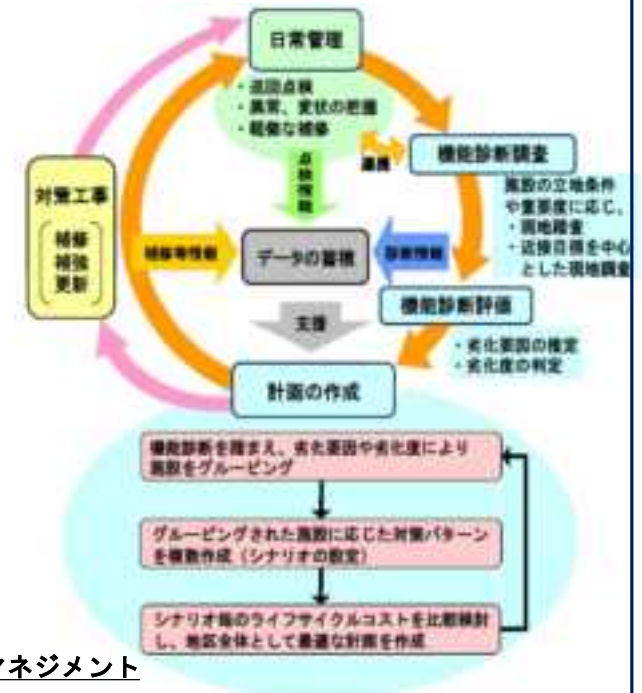 日常管理
・巡回点検
・異常、変状の把握
・軽微な補修
点検情報
連携
機能診断調査
施設の立地条件
や重要度に応じ、
・現地踏査
・近接目視を中心
とした現地調査
対策工事
補修
補強
更新
補修等情報
データの蓄積
診断情報
機能診断評価
・劣化要因の推定
・劣化度の判定
支援
計画の作成
機能診断を踏まえ、劣化要因や劣化度により
施設をグルーピング
グルーピングされた施設に応じた対策パターン
を複数作成（シナリオの設定）
シナリオ毎のライフサイクルコストを比較検討
し、地区全体として最適な計画を作成
マネジメント